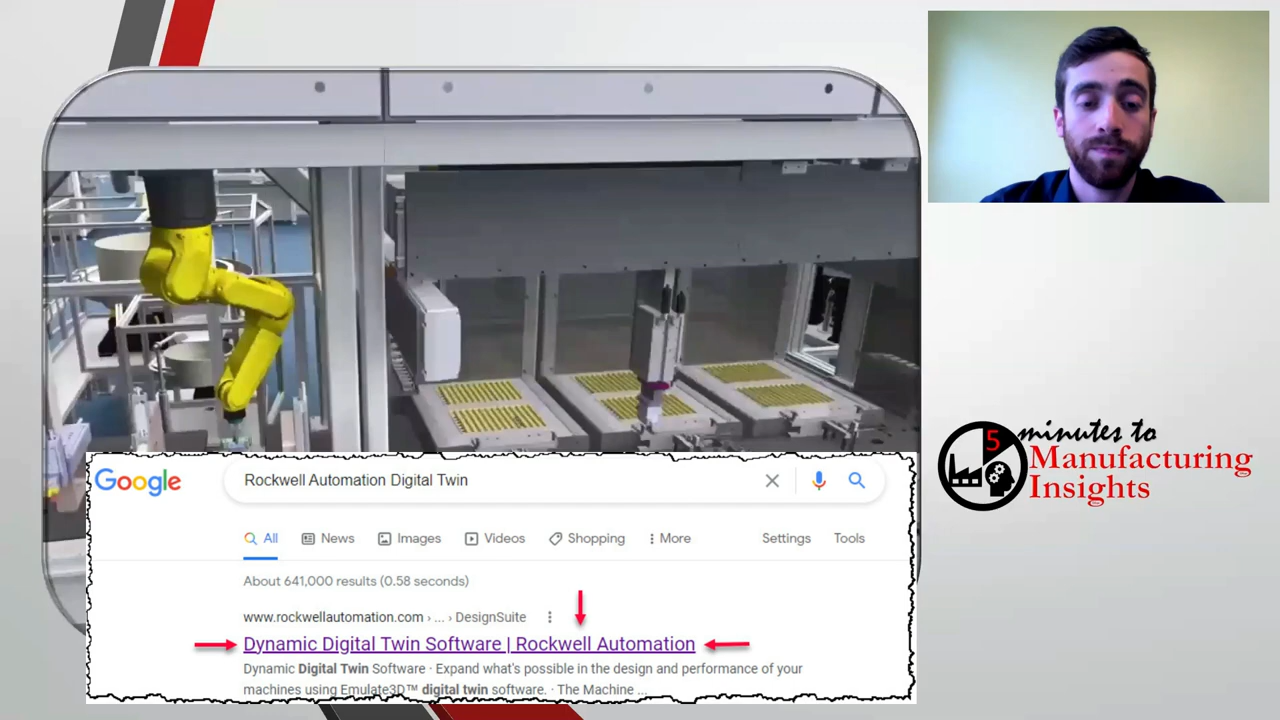 5 minutes to
Manufacturing
Insights
Google
Rockwell Automation Digital Twin
All News Images Videos Shopping More Settings Tools
About 641,000 results (0.58 seconds)
www.rockwellautomation.com › ... › DesignSuite
Dynamic Digital Twin Software | Rockwell Automation
Dynamic Digital Twin Software · Expand what's possible in the design and performance of your
machines using Emulate3D™ digital twin software. · The Machine ...